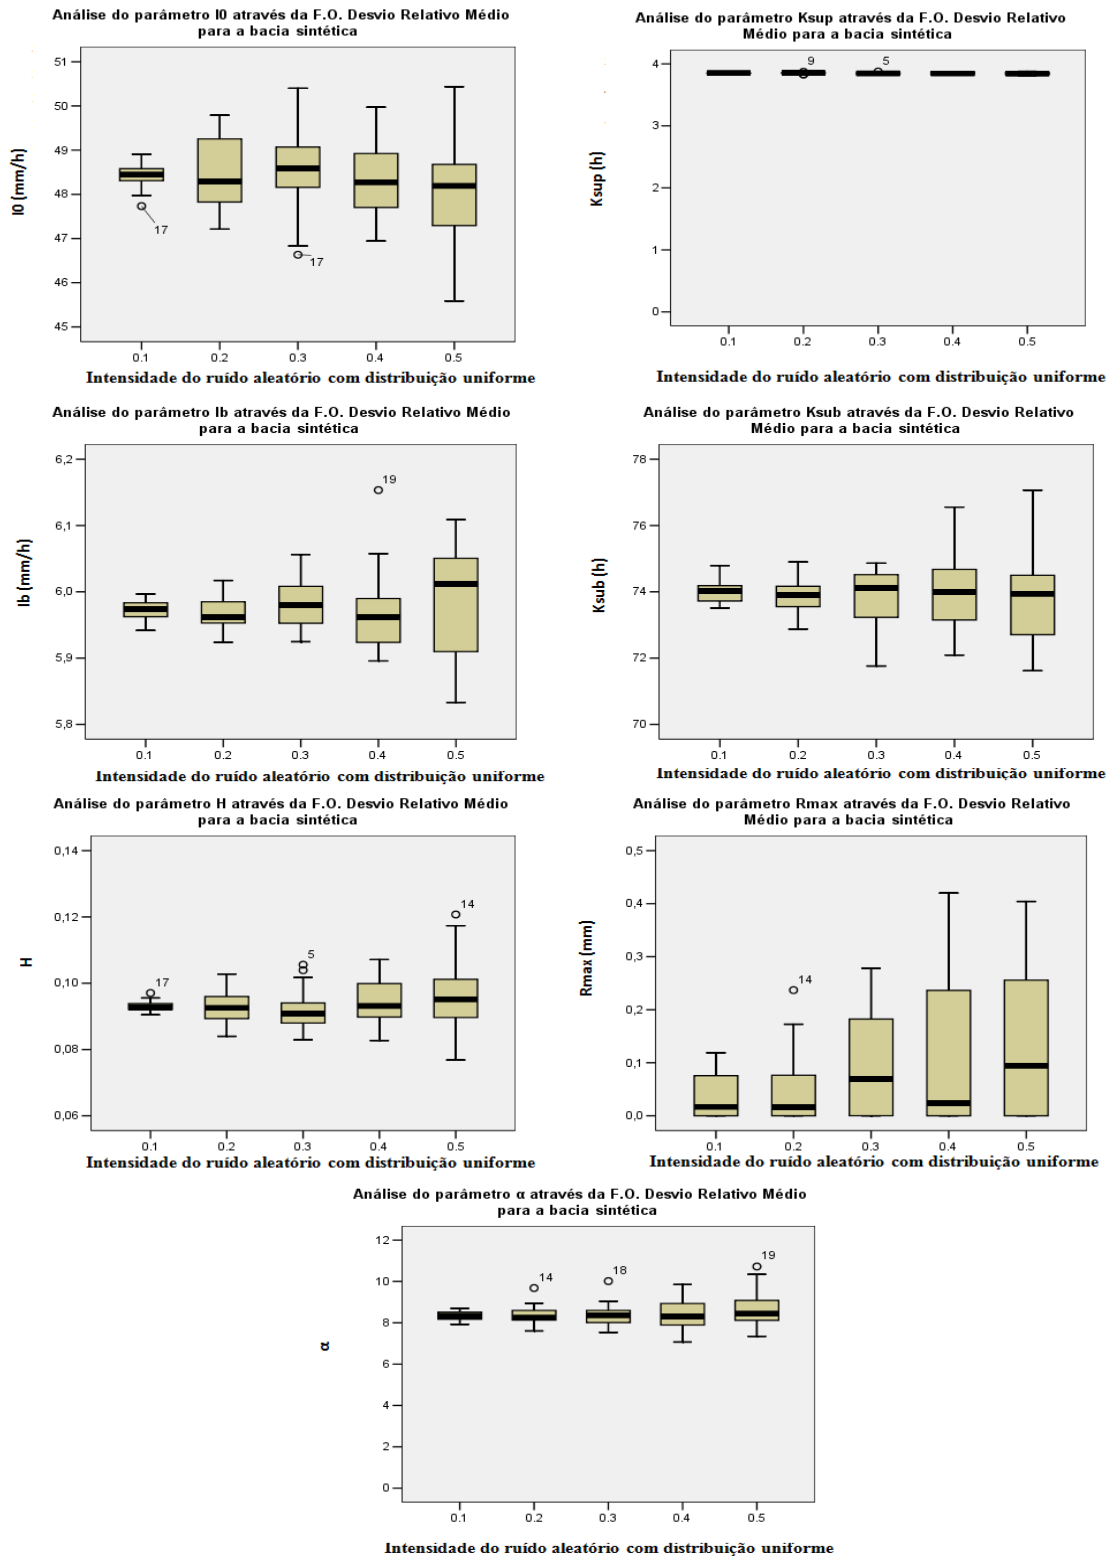 Análise do parâmetro I0 através da F.O. Desvio Relativo Médio
para a bacia sintética
51
50
49
48
47
46
45
I0 (mm/h)
17
17
0.1 0.2 0.3 0.4 0.5
Intensidade do ruído aleatório com distribuição uniforme
Análise do parâmetro Ksup através da F.O. Desvio Relativo
Médio para a bacia sintética
4
3
2
1
0
Ksup (h)
9
5
0.1 0.2 0.3 0.4 0.5
Intensidade do ruído aleatório com distribuição uniforme
Análise do parâmetro Ib através da F.O. Desvio Relativo Médio
para a bacia sintética
6,2
6,1
6,0
5,9
5,8
Ib (mm/h)
19
0.1 0.2 0.3 0.4 0.5
Intensidade do ruído aleatório com distribuição uniforme
Análise do parâmetro Ksub através da F.O. Desvio Relativo
Médio para a bacia sintética
78
76
74
72
70
Ksub (h)
0.1 0.2 0.3 0.4 0.5
Intensidade do ruído aleatório com distribuição uniforme
Análise do parâmetro H através da F.O. Desvio Relativo Médio
para a bacia sintética
0,14
0,12
0,10
0,08
0,06
H
17
5
14
0.1 0.2 0.3 0.4 0.5
Intensidade do ruído aleatório com distribuição uniforme
Análise do parâmetro Rmax através da F.O. Desvio Relativo
Médio para a bacia sintética
0,5
0,4
0,3
0,2
0,1
0,0
Rmax (mm)
14
0.1 0.2 0.3 0.4 0.5
Intensidade do ruído aleatório com distribuição uniforme
Análise do parâmetro α através da F.O. Desvio Relativo Médio
para a bacia sintética
12
10
8
6
4
2
0
α
14
18
19
0.1 0.2 0.3 0.4 0.5
Intensidade do ruído aleatório com distribuição uniforme